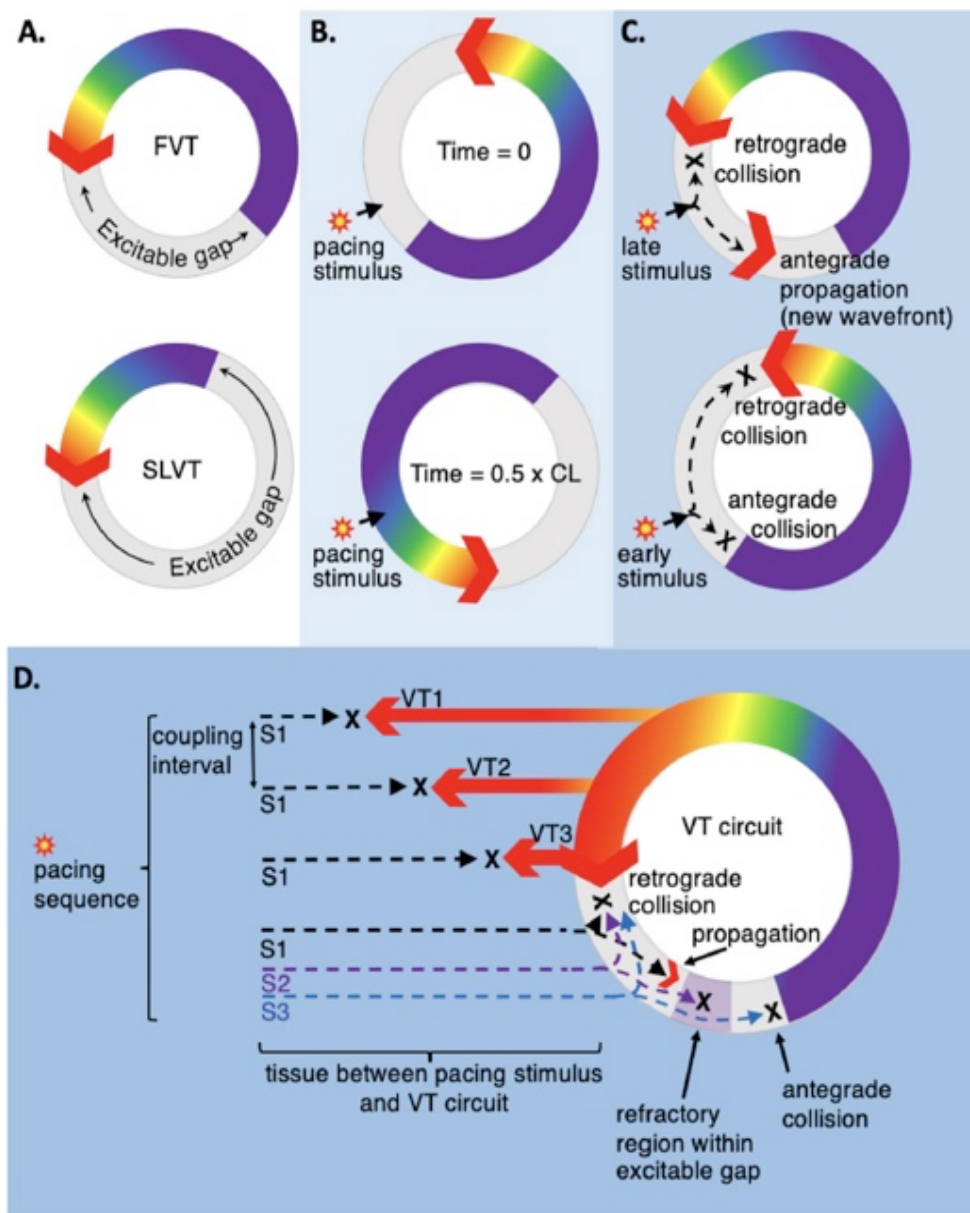 A.
FVT
Excitable gap
SLVT
Excitable gap
B.
Time = 0
pacing
stimulus
Time = 0.5 x CL
pacing
stimulus
C.
retrograde
collision
X
late
stimulus
antegrade
propagation
(new wavefront)
X
retrograde
collision
antegrade
collision
X
early
stimulus
D.
coupling
interval
pacing
sequence
S1
X
VT1
S1
X
VT2
S1
X
VT3
S1
S2
S3
VT circuit
retrograde
collision
X
propagation
X
X
tissue between pacing stimulus
and VT circuit
refractory
region within
excitable gap
antegrade
collision